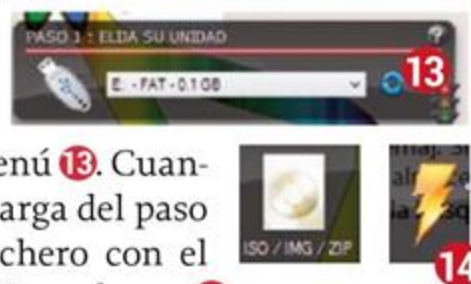 PASO 1 : ELIJA SU UNIDAD
?
E: - FAT - 0.1 GB
13
enú 13. Cuan-
arga del paso
chero con el
ISO / IMG / ZIP
14